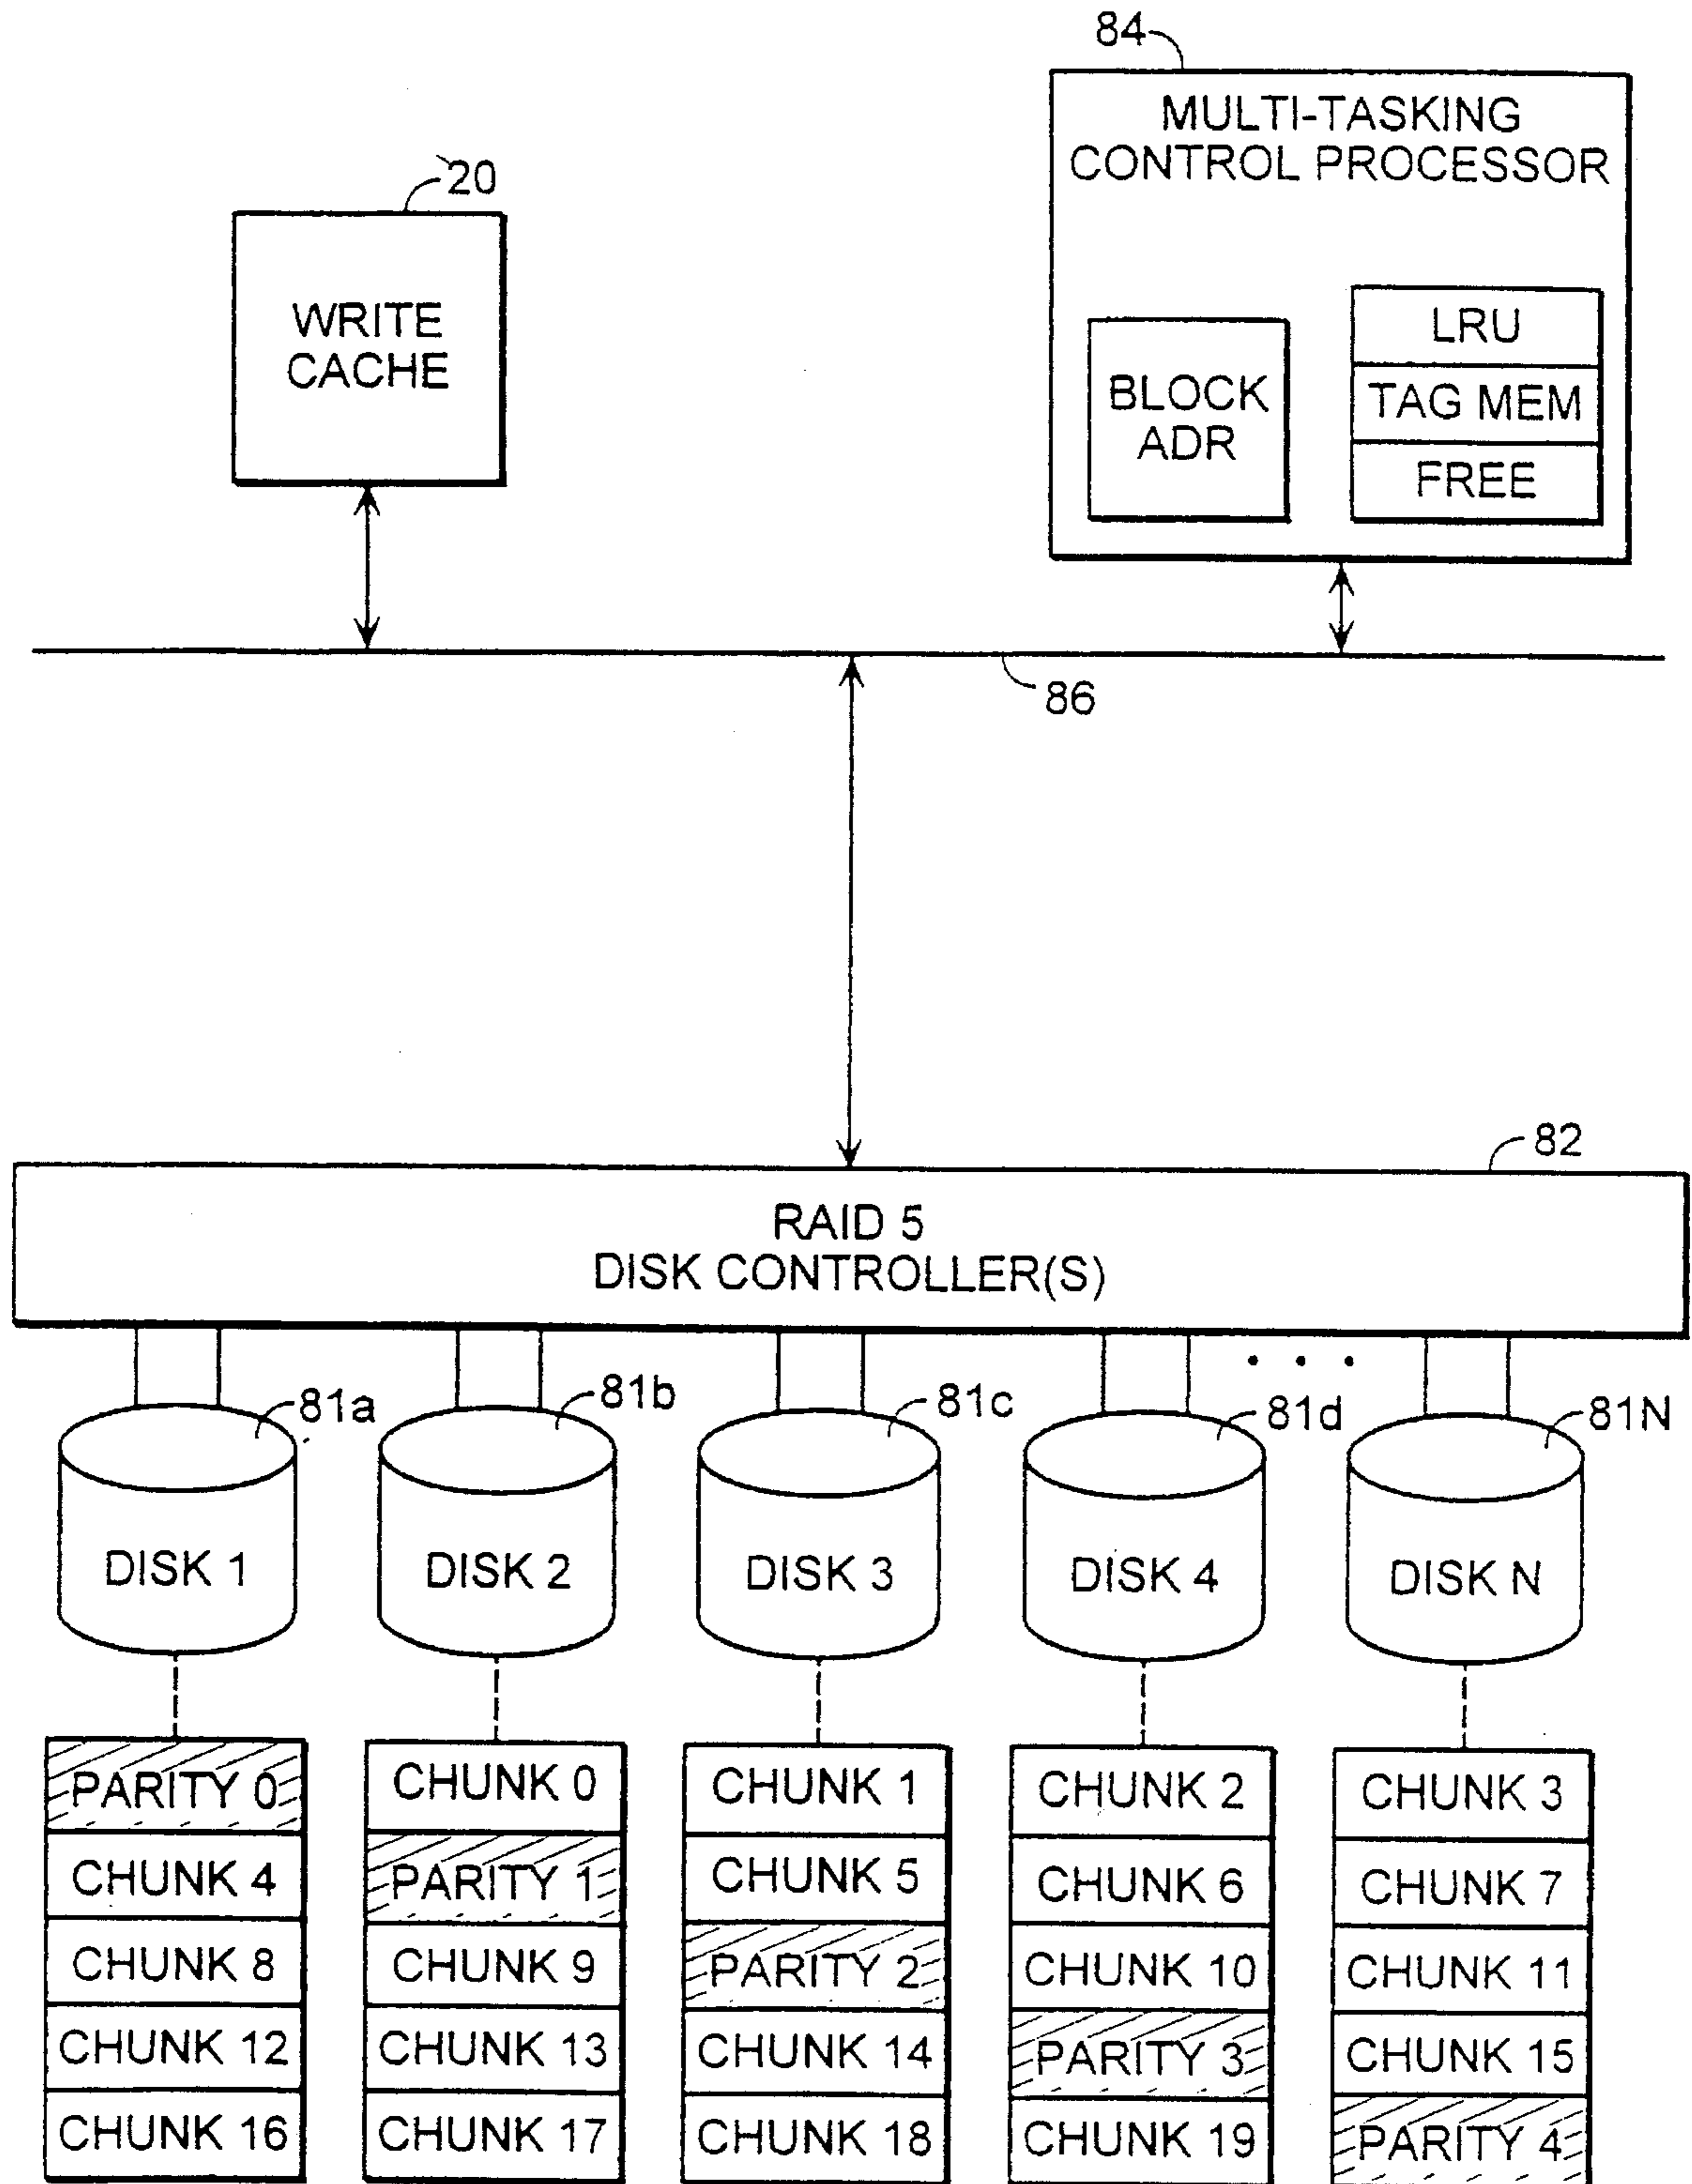 84
MULTI-TASKING
CONTROL PROCESSOR
20
WRITE
CACHE
BLOCK
ADR
LRU
TAG MEM
FREE
86
82
RAID 5
DISK CONTROLLER(S)
81a
81b
81c
81d
81N
DISK 1
DISK 2
DISK 3
DISK 4
DISK N
PARITY 0
CHUNK 0
CHUNK 1
CHUNK 2
CHUNK 3
CHUNK 4
PARITY 1
CHUNK 5
CHUNK 6
CHUNK 7
CHUNK 8
CHUNK 9
PARITY 2
CHUNK 10
CHUNK 11
CHUNK 12
CHUNK 13
CHUNK 14
PARITY 3
CHUNK 15
CHUNK 16
CHUNK 17
CHUNK 18
CHUNK 19
PARITY 4